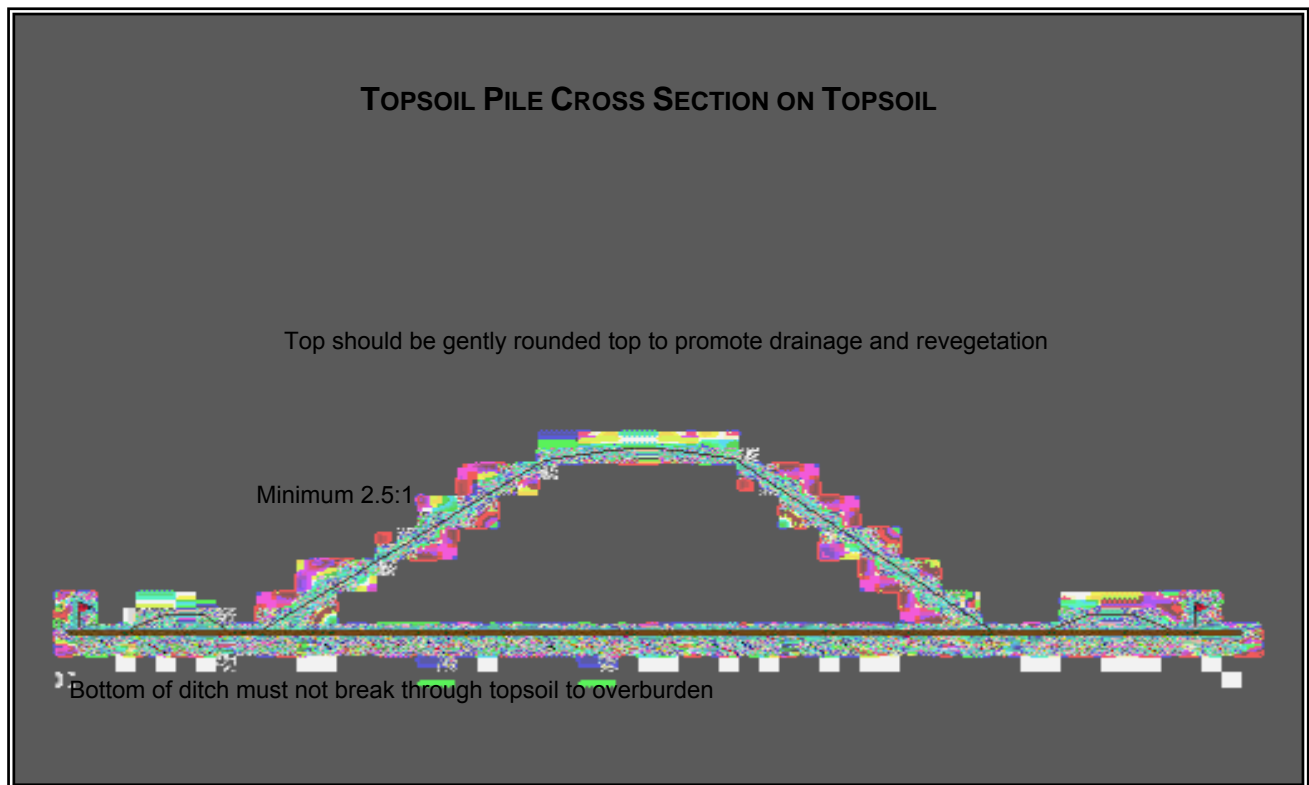 TOPSOIL PILE CROSS SECTION ON TOPSOIL
Top should be gently rounded top to promote drainage and revegetation
Minimum 2.5:1
Bottom of ditch must not break through topsoil to overburden